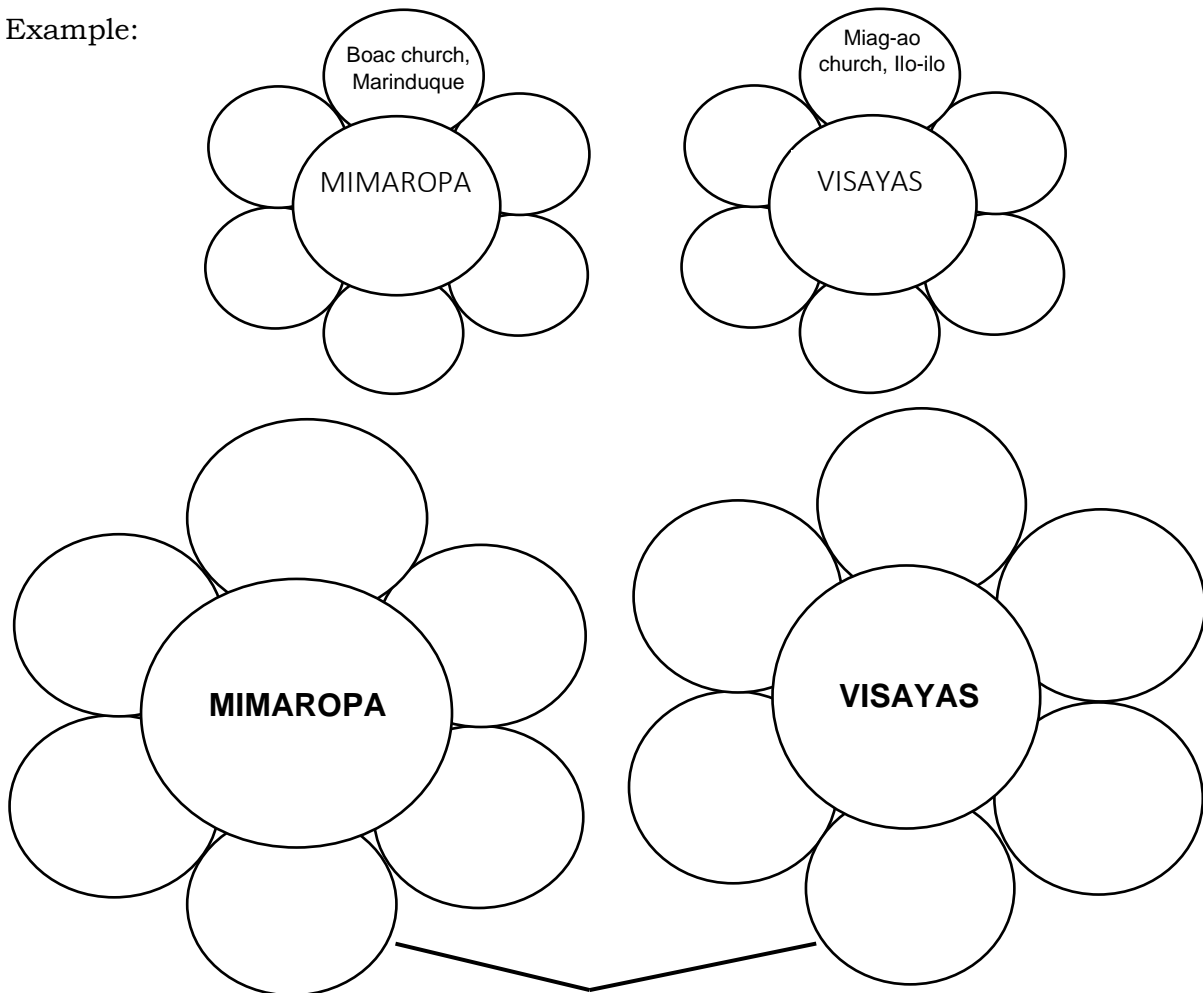 Example:
Boac church,
Marinduque
Miag-ao
church, Ilo-ilo
MIMAROPA
VISAYAS
MIMAROPA
VISAYAS